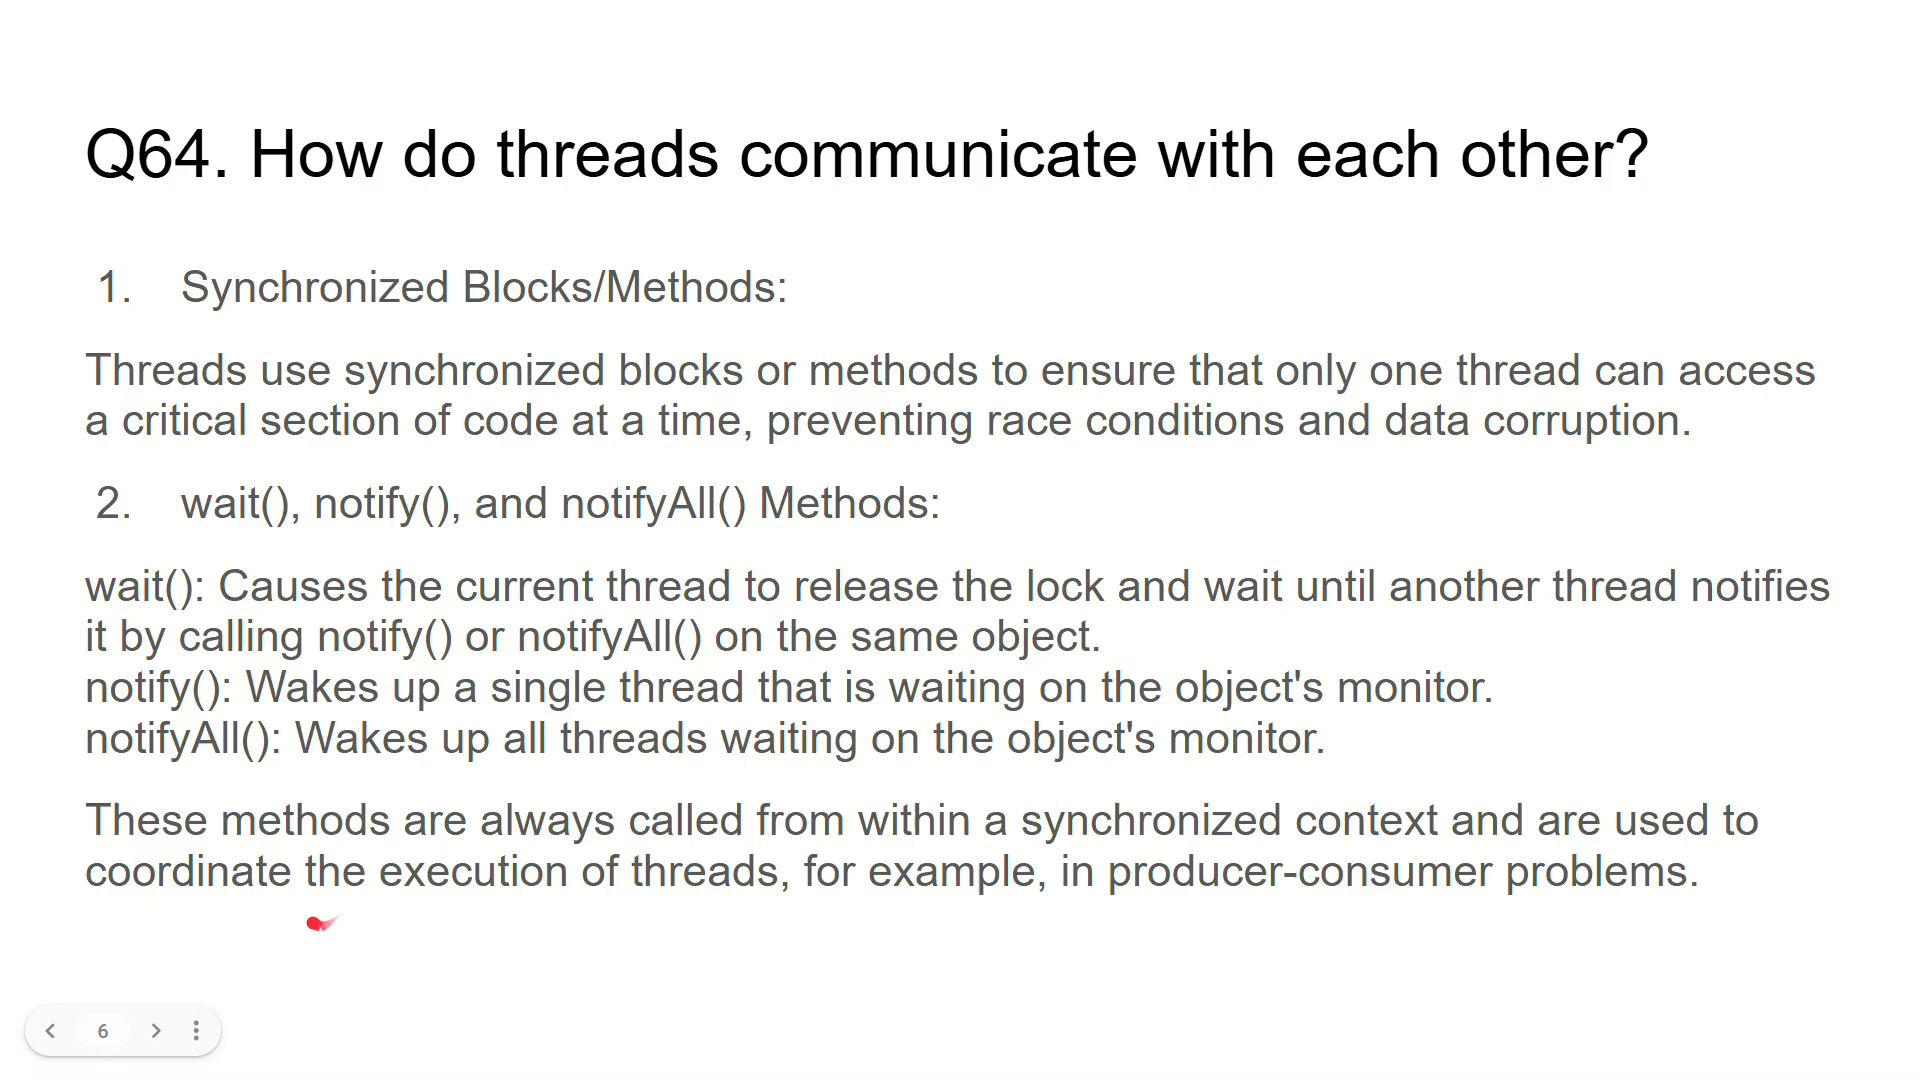 Q64. How do threads communicate with each other?
1. Synchronized Blocks/Methods:
Threads use synchronized blocks or methods to ensure that only one thread can access
a critical section of code at a time, preventing race conditions and data corruption.
2. wait(), notify(), and notifyAll() Methods:
wait(): Causes the current thread to release the lock and wait until another thread notifies
it by calling notify() or notifyAll() on the same object.
notify(): Wakes up a single thread that is waiting on the object's monitor.
notifyAll(): Wakes up all threads waiting on the object's monitor.
These methods are always called from within a synchronized context and are used to
coordinate the execution of threads, for example, in producer-consumer problems.
6